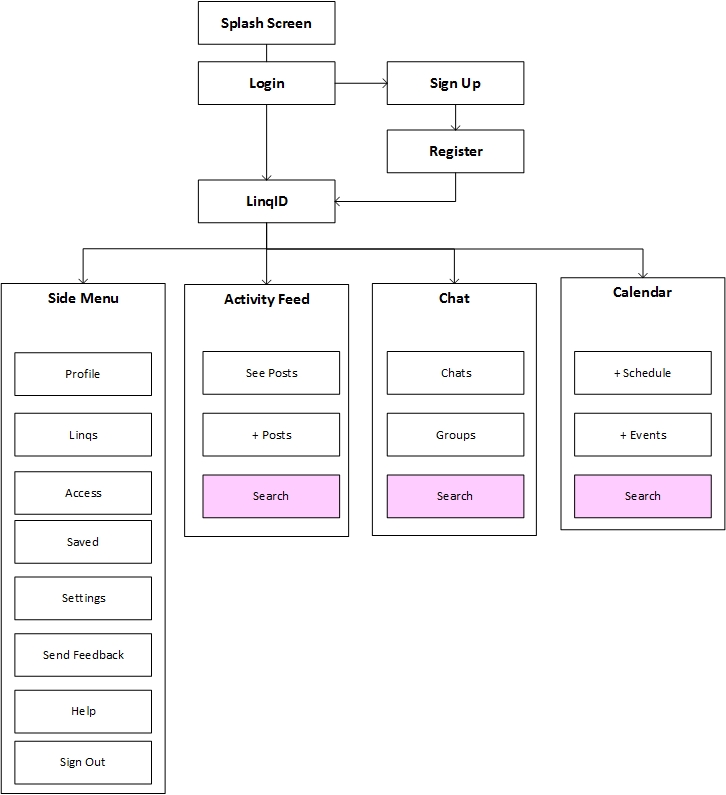 Splash Screen
Login
Sign Up
Register
LinqID
Side Menu
Profile
Linqs
Access
Saved
Settings
Send Feedback
Help
Sign Out
Activity Feed
See Posts
+ Posts
Search
Chat
Chats
Groups
Search
Calendar
+ Schedule
+ Events
Search